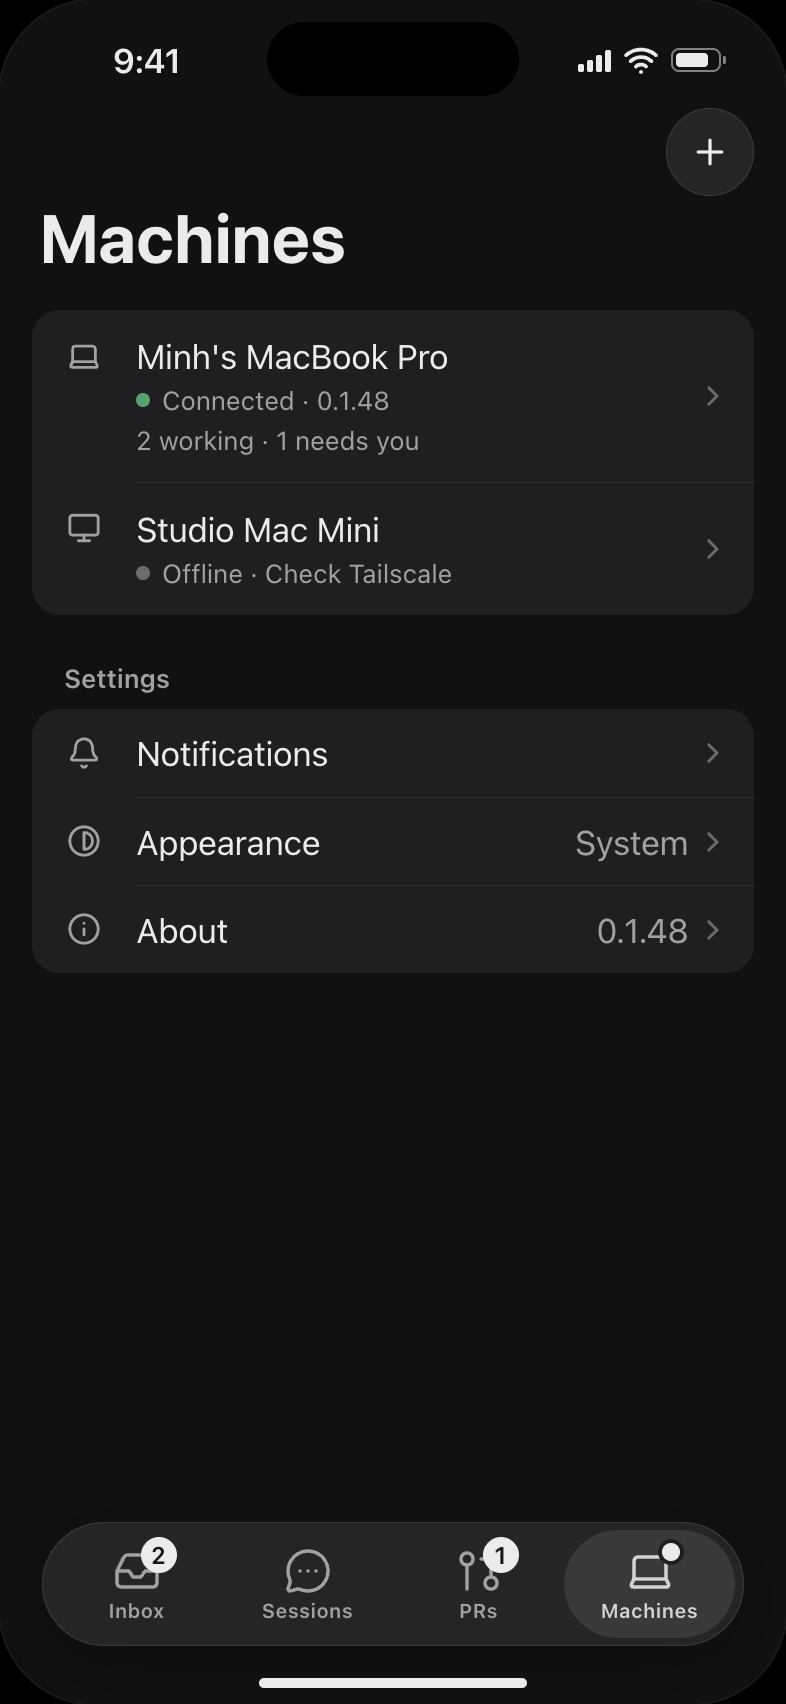 9:41
Machines
Minh's MacBook Pro
Connected · 0.1.48
2 working · 1 needs you
Studio Mac Mini
Offline · Check Tailscale
Settings
Notifications
Appearance System
About 0.1.48
2 1
Inbox Sessions PRs Machines